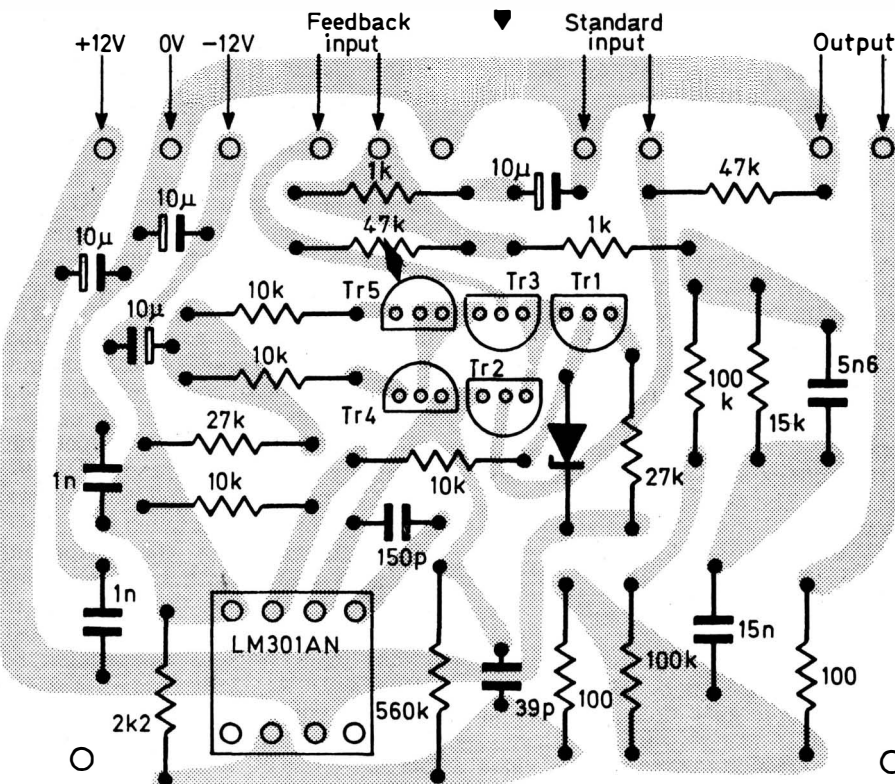 Feedback
input
Standard
input
+12V
0V
-12V
Output
1k
10µ
47k
10µ
10µ
47k
1k
10k
Tr5
Tr3
Tr1
10µ
10k
Tr4
Tr2
100
k
15k
5n6
27k
10k
27k
1n
10k
150p
1n
LM301AN
2k2
560k
39p
100
100k
15n
100